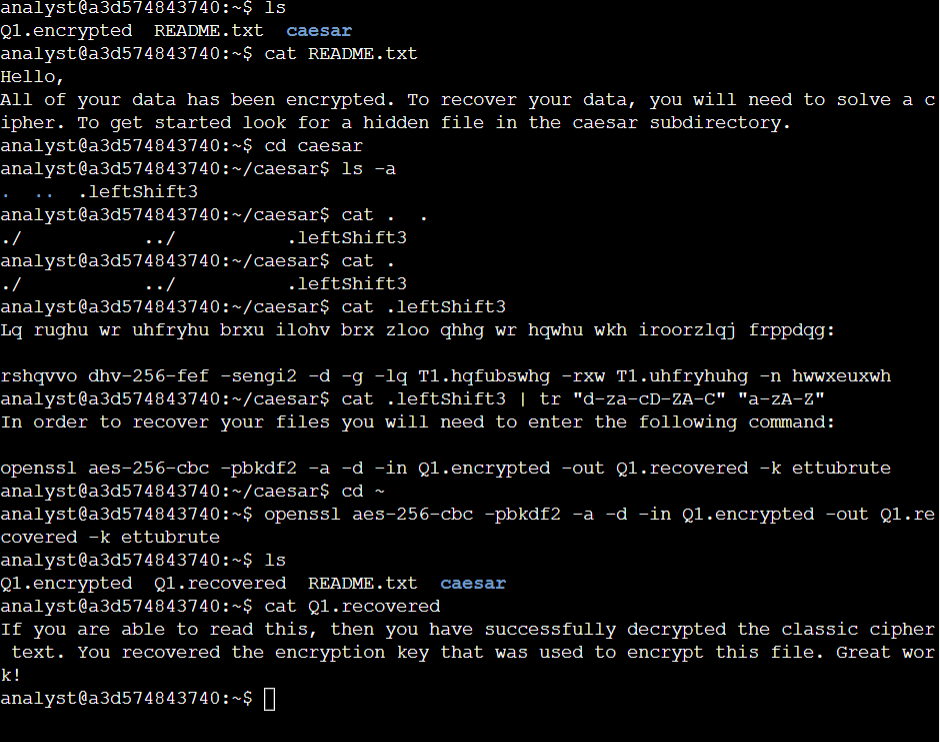 analyst@a3d574843740:~$ ls
Q1.encrypted  README.txt  caesar
analyst@a3d574843740:~$ cat README.txt
Hello,
All of your data has been encrypted. To recover your data, you will need to solve a c
ipher. To get started look for a hidden file in the caesar subdirectory.
analyst@a3d574843740:~$ cd caesar
analyst@a3d574843740:~/caesar$ ls -a
.  ..  .leftShift3
analyst@a3d574843740:~/caesar$ cat .  .
./           ../          .leftShift3
analyst@a3d574843740:~/caesar$ cat .
./           ../          .leftShift3
analyst@a3d574843740:~/caesar$ cat .leftShift3
Lq rughu wr uhfryhu brxu ilohv brx zloo qhhg wr hqwhu wkh iroorzlqj frppdqg:

rshqvvo dhv-256-fef -sengi2 -d -g -lq T1.hqfubswhg -rxw T1.uhfryhuhg -n hwwxeuxwh
analyst@a3d574843740:~/caesar$ cat .leftShift3 | tr "d-za-cD-ZA-C" "a-zA-Z"
In order to recover your files you will need to enter the following command:

openssl aes-256-cbc -pbkdf2 -a -d -in Q1.encrypted -out Q1.recovered -k ettubrute
analyst@a3d574843740:~/caesar$ cd ~
analyst@a3d574843740:~$ openssl aes-256-cbc -pbkdf2 -a -d -in Q1.encrypted -out Q1.re
covered -k ettubrute
analyst@a3d574843740:~$ ls
Q1.encrypted  Q1.recovered  README.txt  caesar
analyst@a3d574843740:~$ cat Q1.recovered
If you are able to read this, then you have successfully decrypted the classic cipher
 text. You recovered the encryption key that was used to encrypt this file. Great wor
k!
analyst@a3d574843740:~$